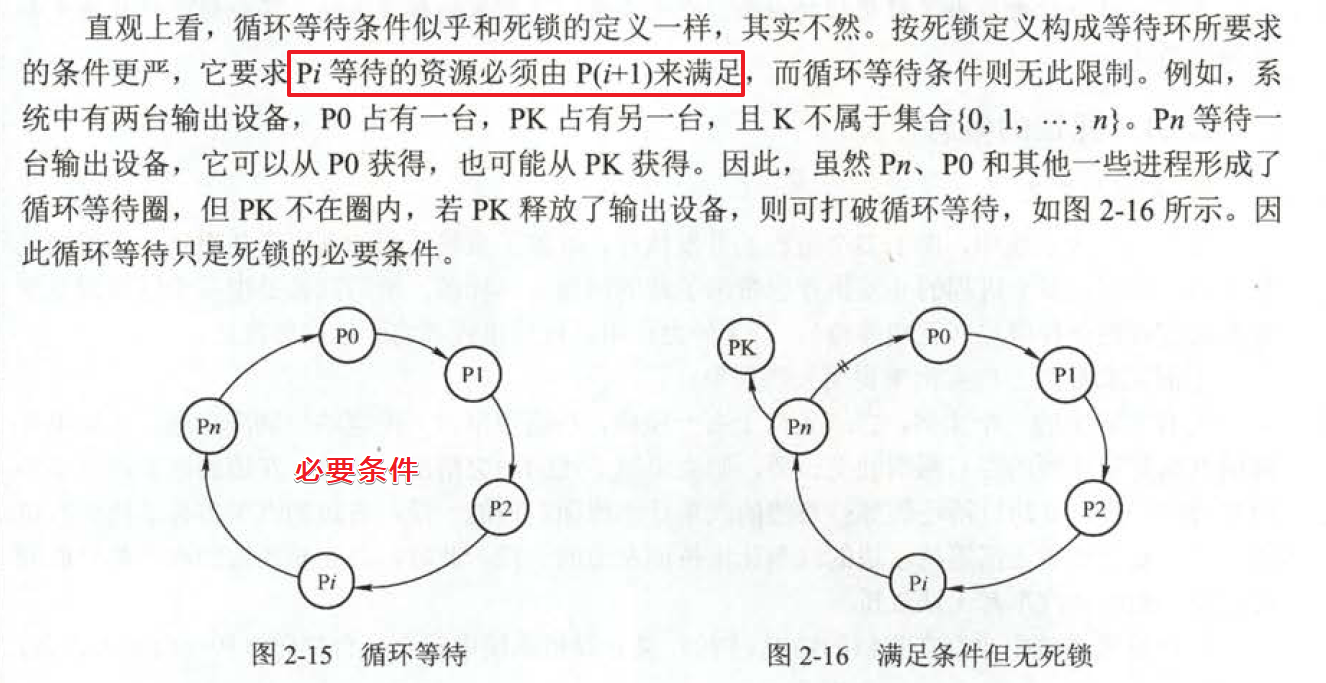 直观上看，循环等待条件似乎和死锁的定义一样，其实不然。按死锁定义构成等待环所要求
的条件更严，它要求 Pi 等待的资源必须由 P(i+1)来满足，而循环等待条件则无此限制。例如，系
统中有两台输出设备，P0 占有一台，PK 占有另一台，且 K 不属于集合{0, 1, …, n}。Pn 等待一
台输出设备，它可以从 P0 获得，也可能从 PK 获得。因此，虽然 Pn、P0 和其他一些进程形成了
循环等待圈，但 PK 不在圈内，若 PK 释放了输出设备，则可打破循环等待，如图 2-16 所示。因
此循环等待只是死锁的必要条件。
P0
P1
Pn
必要条件
P2
Pi
图 2-15 循环等待
PK
P0
P1
Pn
P2
Pi
图 2-16 满足条件但无死锁